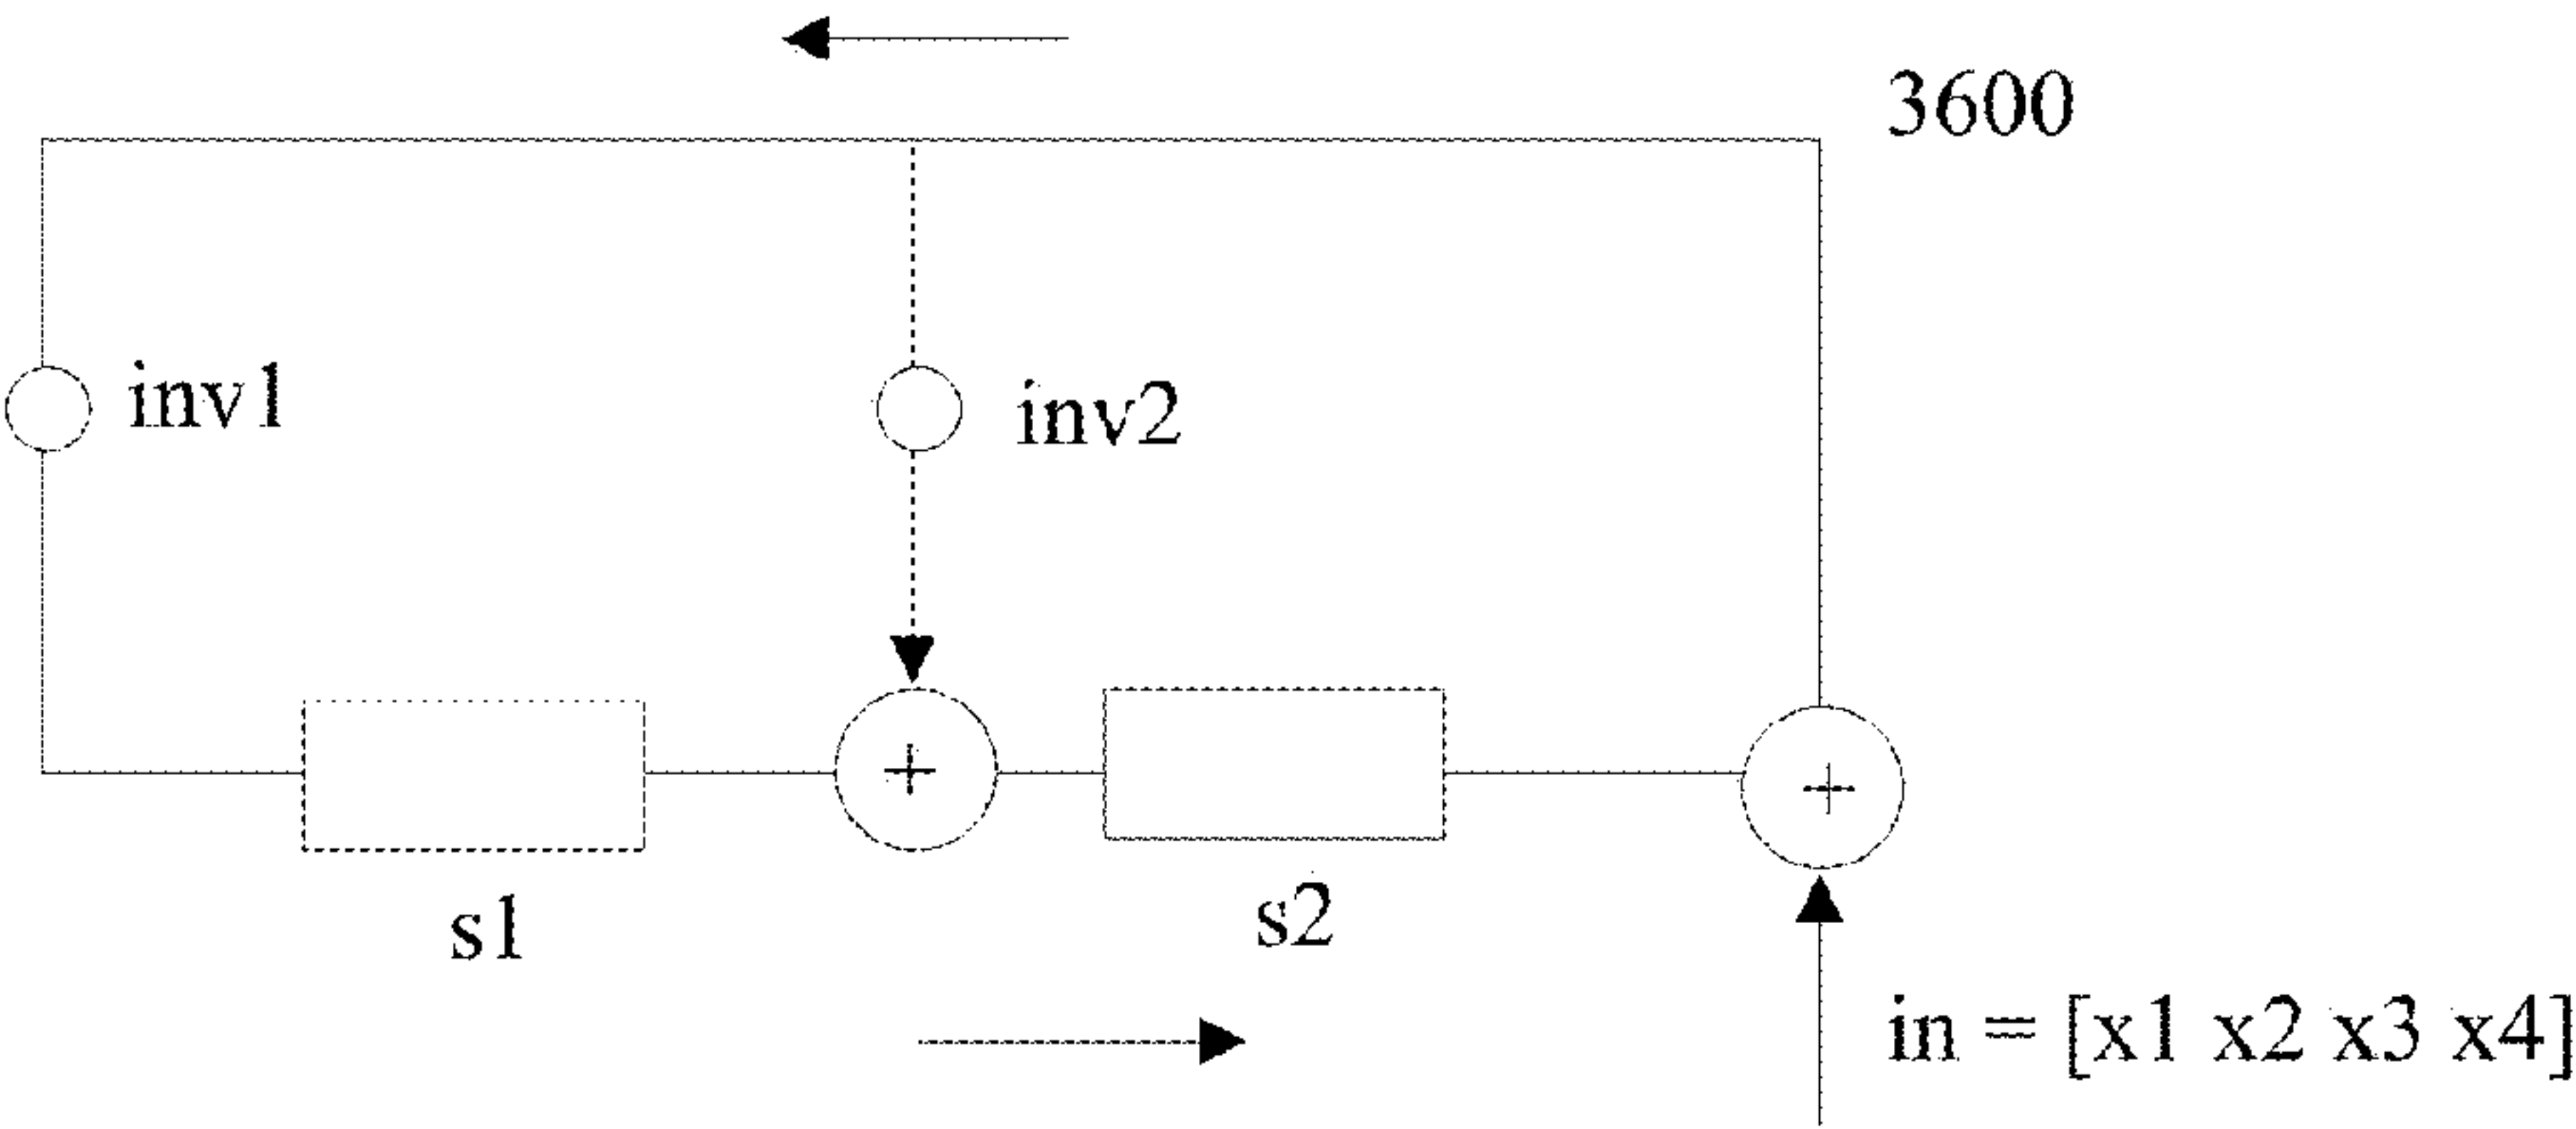 3600
inv1
inv2
+
+
s1
s2
in = [x1 x2 x3 x4]